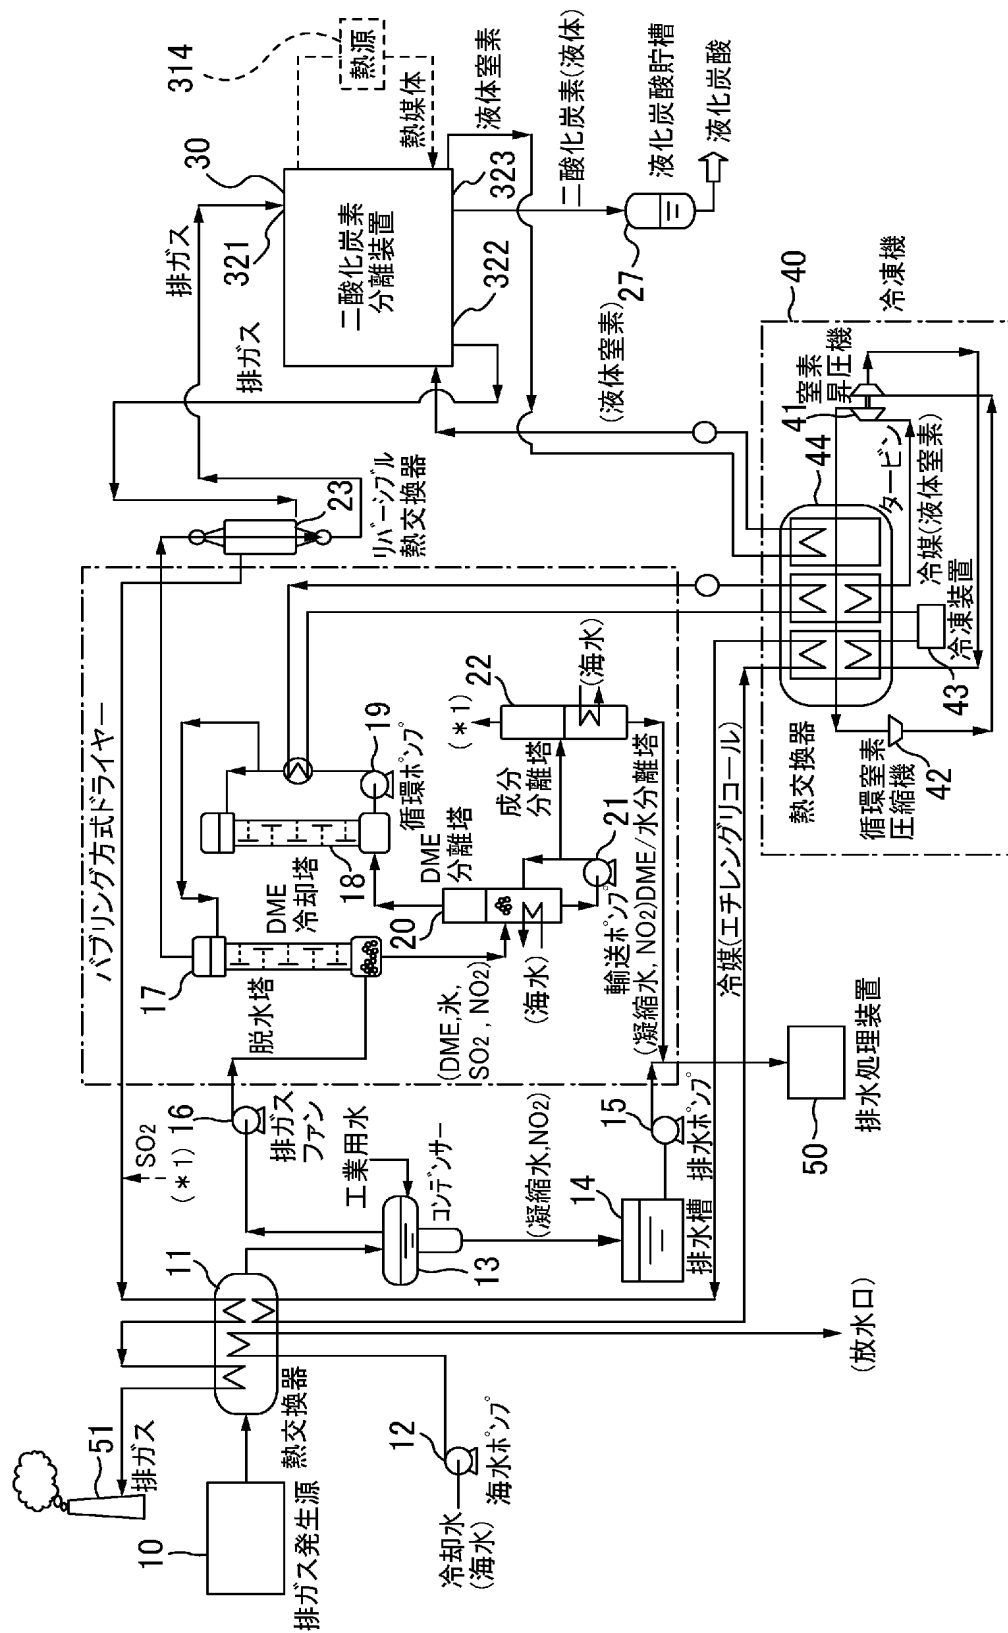 314
熱源
熱媒体
液体窒素
30
321
排ガス
二酸化炭素
分離装置
323
322
二酸化炭素(液体)
液化炭酸貯槽
27
液化炭酸
排ガス
(液体窒素)
23
リバーシブル
熱交換器
40
冷凍機
窒素
昇圧機
41
44
タービン
冷媒(液体窒素)
冷凍装置
43
熱交換器
循環窒素
圧縮機
42
バブリング方式ドライヤー
17
脱水塔
DME
冷却塔
18
19
循環ポンプ
DME
分離塔
20
(*1)
22
(海水)
成分
分離塔
21
(DME,水,
SO2, NO2)
(海水)
輸送ポンプ
(凝縮水, NO2)DME/水分離塔
冷媒(エチレングリコール)
SO2
(*1)
16
排ガス
ファン
工業用水
コンデンサー
13
(凝縮水,NO2)
14
排水槽
15
排水ポンプ
50
排水処理装置
11
熱交換器
51
排ガス
10
排ガス発生源
12
海水ポンプ
冷却水
(海水)
(放水口)